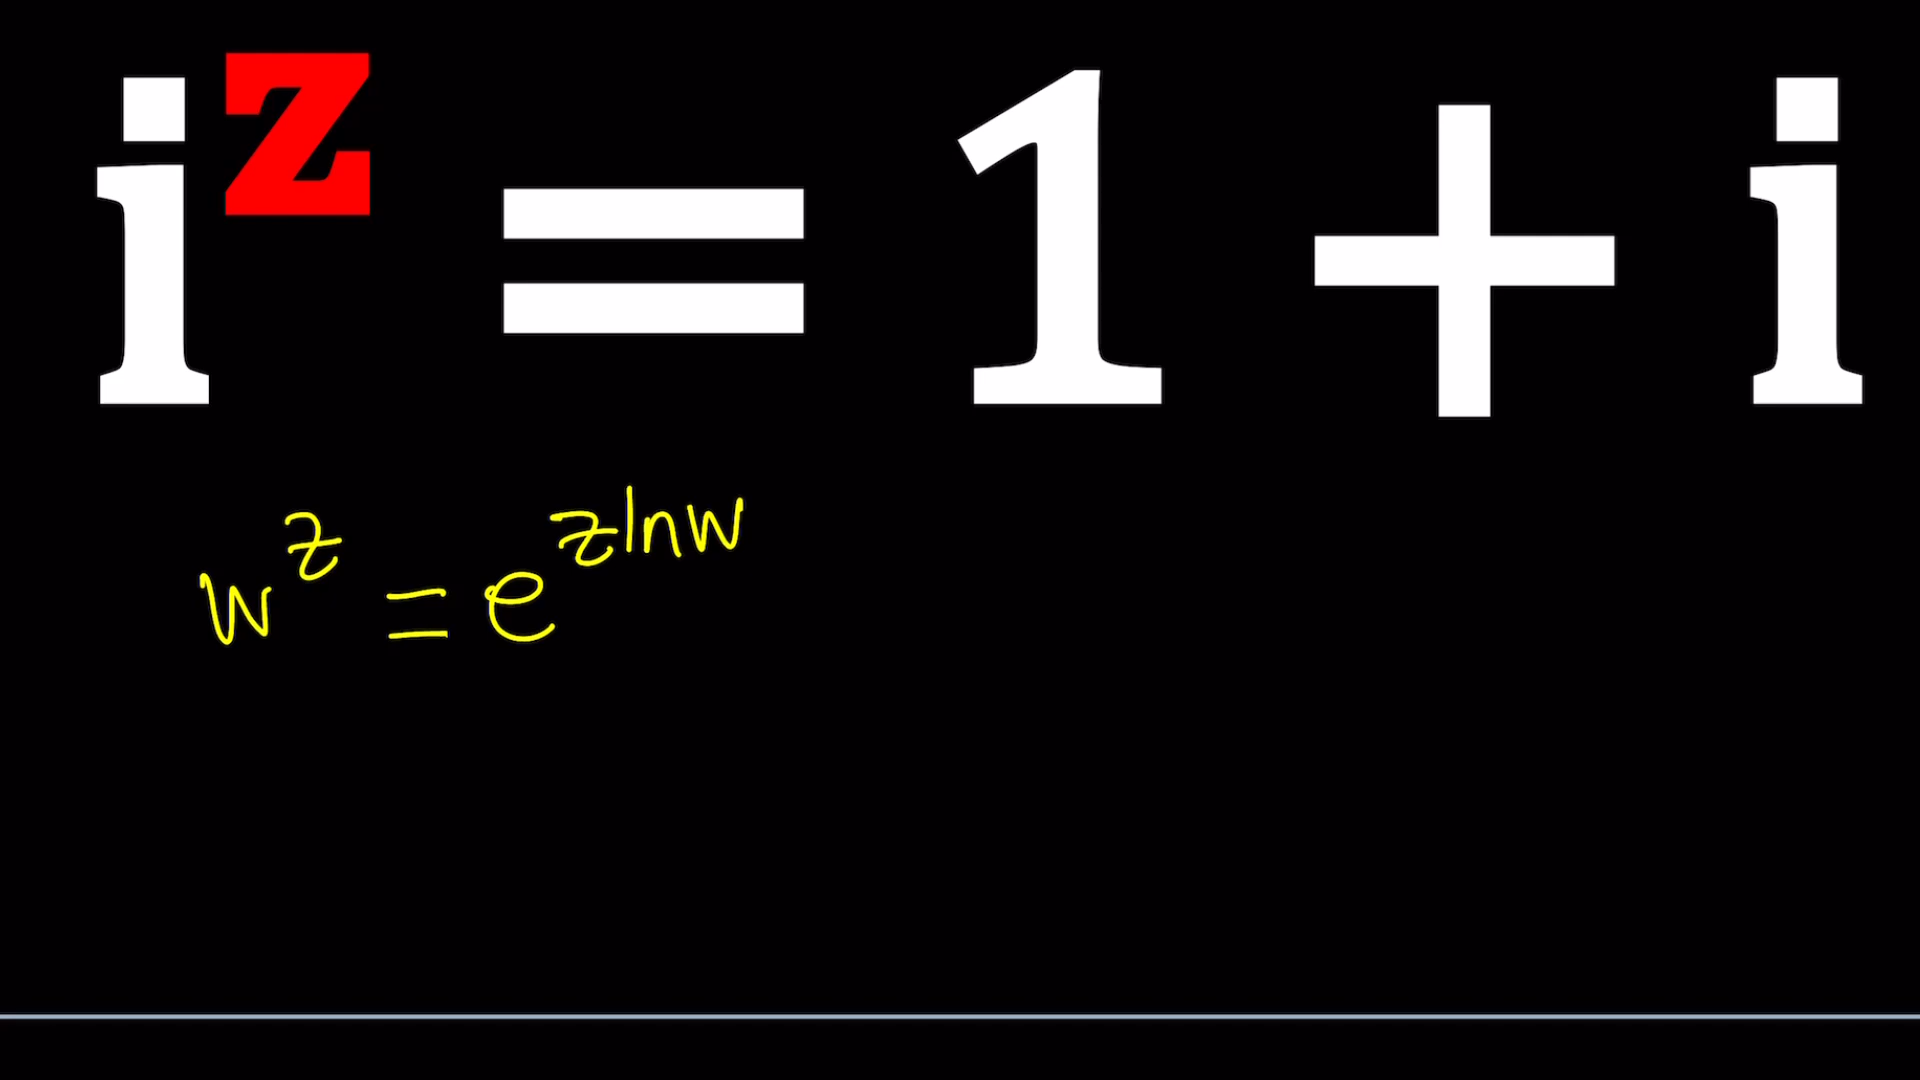 i^z = 1 + i
w^z = e^{z ln w}